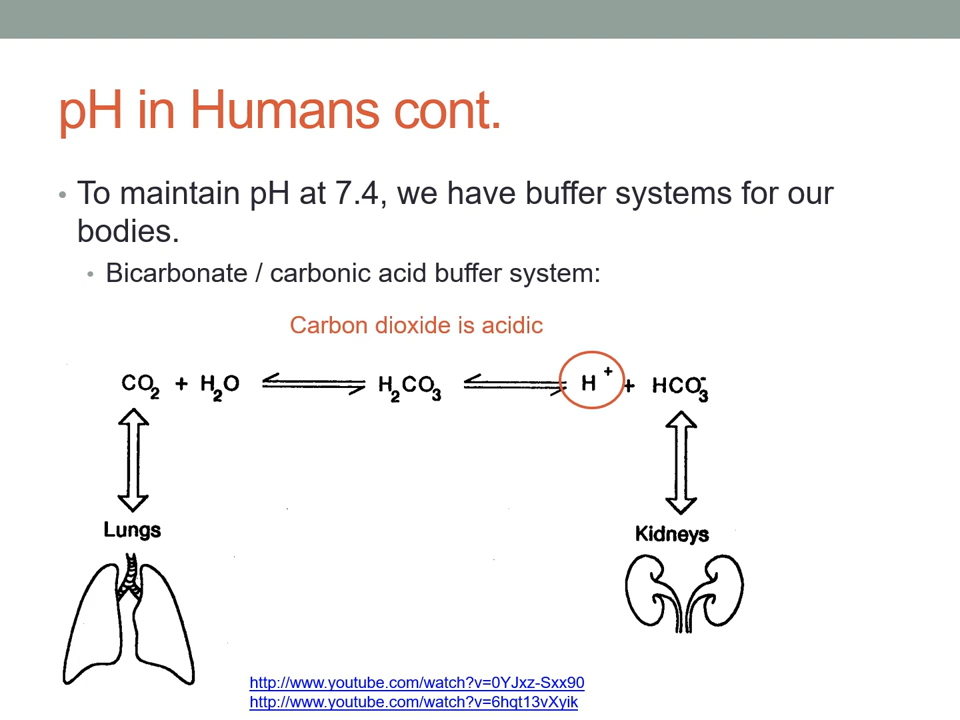 pH in Humans cont.
• To maintain pH at 7.4, we have buffer systems for our
bodies.
• Bicarbonate / carbonic acid buffer system:
Carbon dioxide is acidic
CO₂ + H₂O ⇌ H₂CO₃ ⇌ H⁺ + HCO₃⁻
Lungs Kidneys
http://www.youtube.com/watch?v=0YJxz-Sxx90
http://www.youtube.com/watch?v=6hqt13vXyik